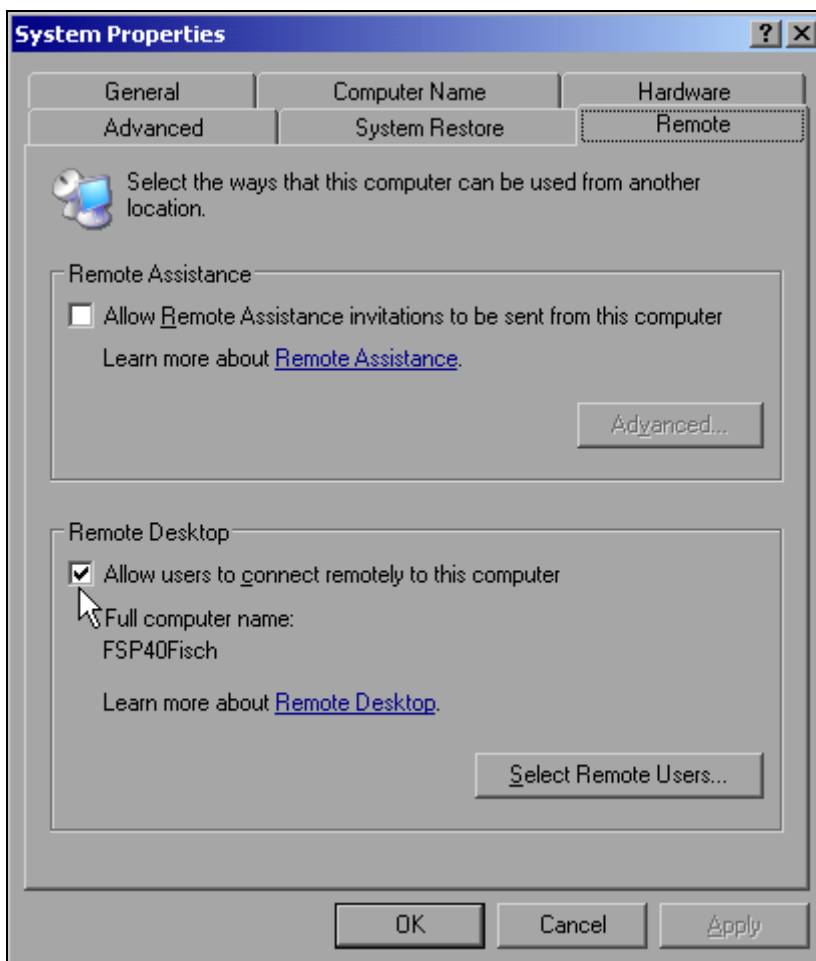 System Properties
General
Computer Name
Hardware
Advanced
System Restore
Remote
Select the ways that this computer can be used from another
location.
Remote Assistance
Allow Remote Assistance invitations to be sent from this computer
Learn more about Remote Assistance.
Advanced...
Remote Desktop
Allow users to connect remotely to this computer
Full computer name:
FSP40Fisch
Learn more about Remote Desktop.
Select Remote Users...
OK
Cancel
Apply